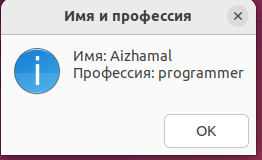 Имя и профессия
Имя: Aizhamal
Профессия: programmer
OK